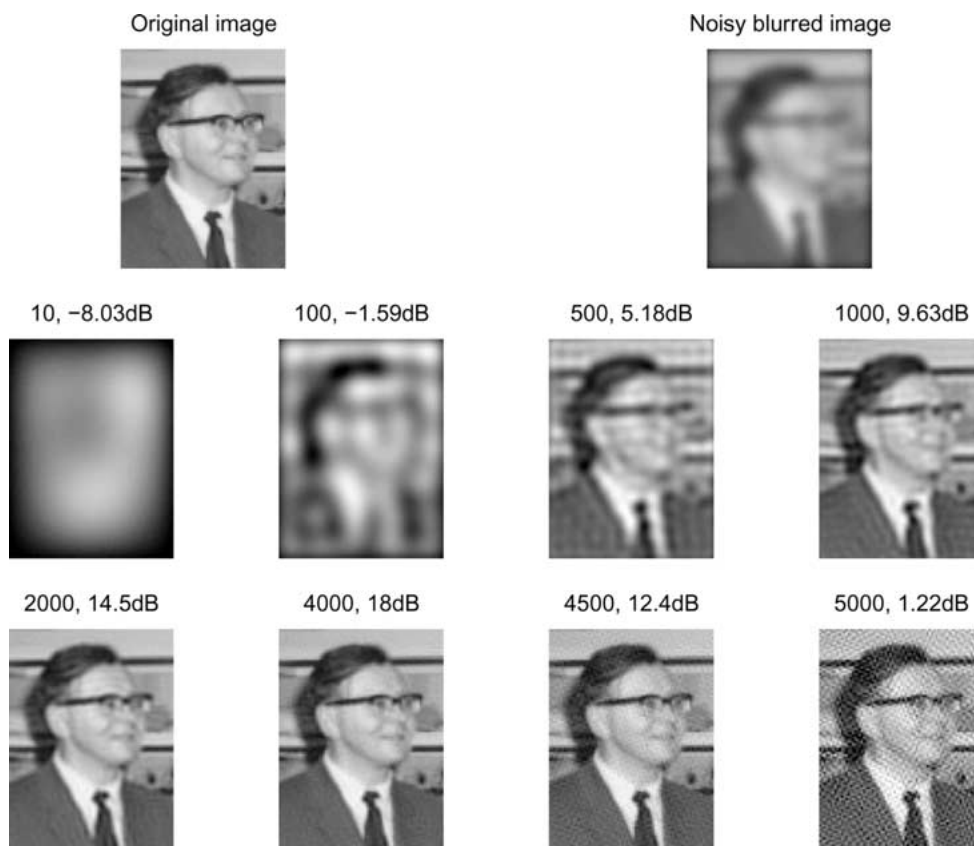 Original image
Noisy blurred image
10, −8.03dB
100, −1.59dB
500, 5.18dB
1000, 9.63dB
2000, 14.5dB
4000, 18dB
4500, 12.4dB
5000, 1.22dB